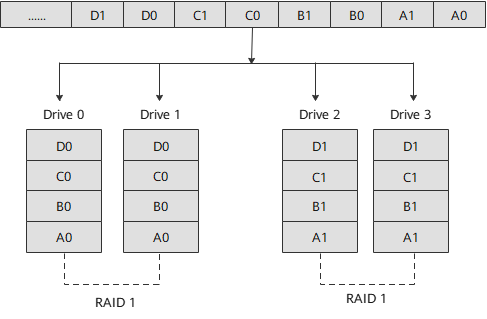 ...... D1 D0 C1 C0 B1 B0 A1 A0
Drive 0 Drive 1 Drive 2 Drive 3
D0 D0 D1 D1
C0 C0 C1 C1
B0 B0 B1 B1
A0 A0 A1 A1
RAID 1 RAID 1